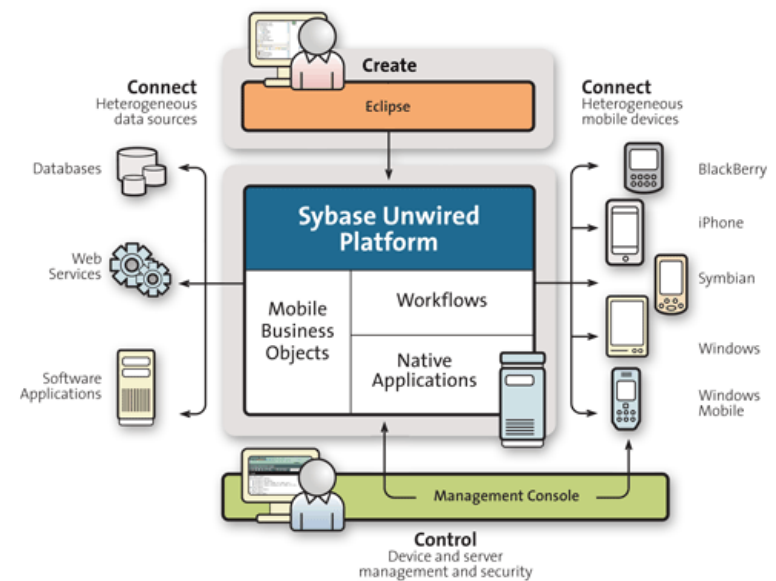 Create
Eclipse
Connect
Heterogeneous
data sources
Databases
Web
Services
Software
Applications
Sybase Unwired
Platform
Mobile
Business
Objects
Workflows
Native
Applications
Connect
Heterogeneous
mobile devices
BlackBerry
iPhone
Symbian
Windows
Windows
Mobile
Management Console
Control
Device and server
management and security